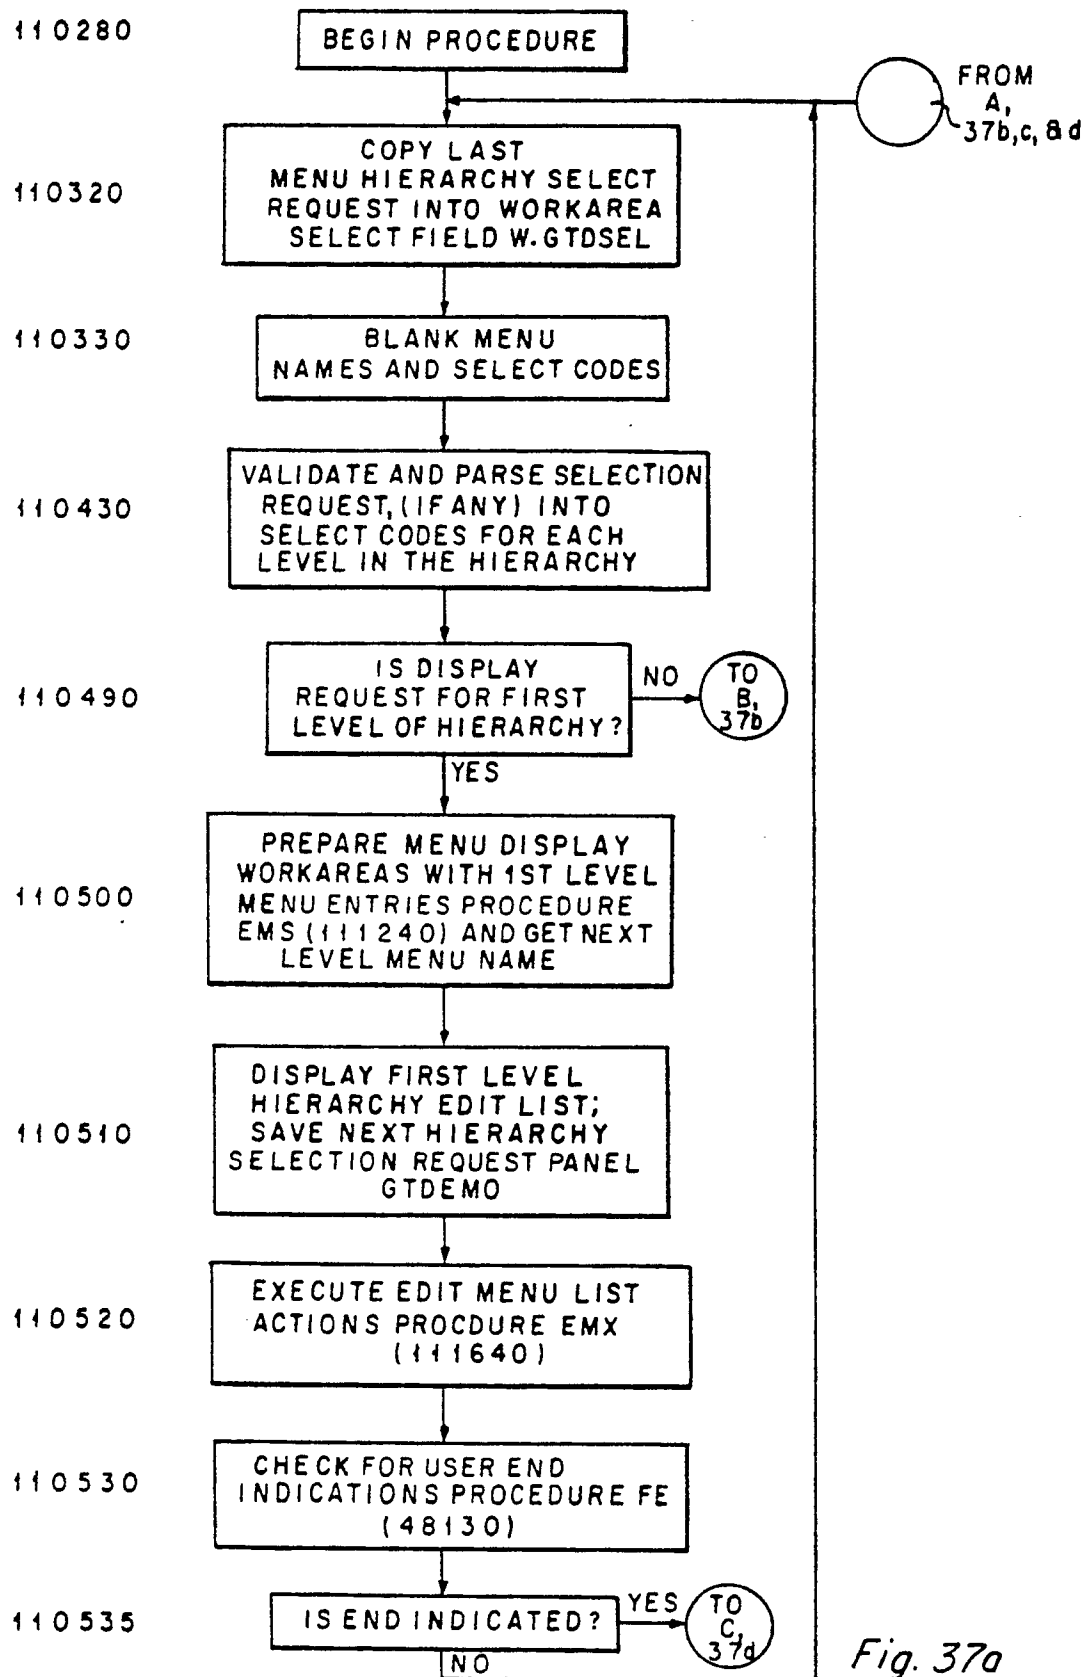 110280
BEGIN PROCEDURE
FROM
A,
37b,c, & d
110320
COPY LAST
MENU HIERARCHY SELECT
REQUEST INTO WORKAREA
SELECT FIELD W.GTDSEL
110330
BLANK MENU
NAMES AND SELECT CODES
110430
VALIDATE AND PARSE SELECTION
REQUEST, (IF ANY) INTO
SELECT CODES FOR EACH
LEVEL IN THE HIERARCHY
110490
IS DISPLAY
REQUEST FOR FIRST
LEVEL OF HIERARCHY?
NO
TO
B,
37b
YES
110500
PREPARE MENU DISPLAY
WORKAREAS WITH 1ST LEVEL
MENU ENTRIES PROCEDURE
EMS (111240) AND GET NEXT
LEVEL MENU NAME
110510
DISPLAY FIRST LEVEL
HIERARCHY EDIT LIST;
SAVE NEXT HIERARCHY
SELECTION REQUEST PANEL
GTDEMO
110520
EXECUTE EDIT MENU LIST
ACTIONS PROCDURE EMX
(111640)
110530
CHECK FOR USER END
INDICATIONS PROCEDURE FE
(48130)
110535
IS END INDICATED?
YES
TO
C,
37d
NO
Fig. 37a